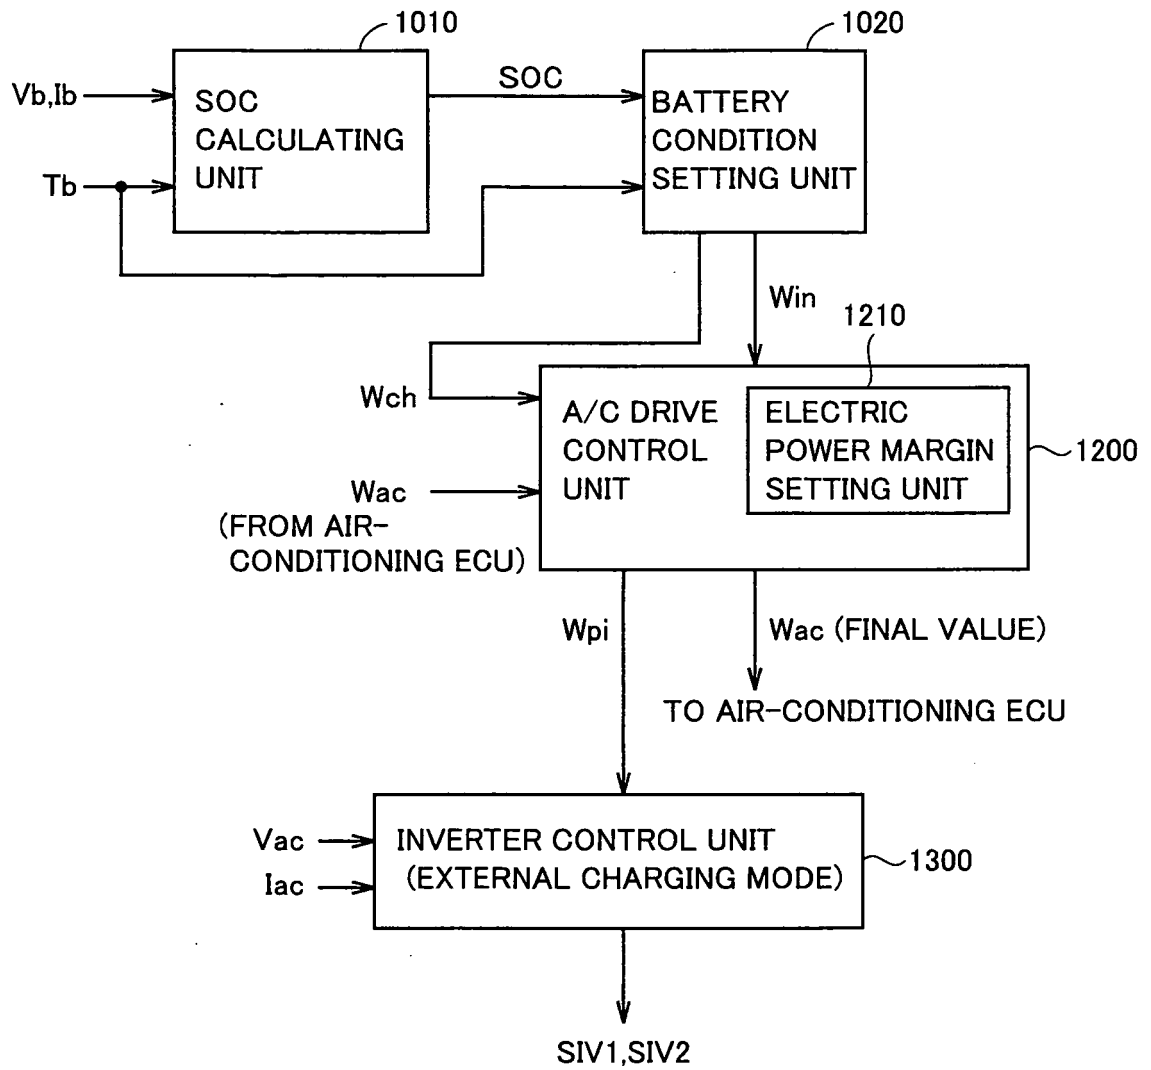 1010
1020
Vb,Ib
SOC
CALCULATING
UNIT
SOC
BATTERY
CONDITION
SETTING UNIT
Tb
Win
1210
Wch
A/C DRIVE
CONTROL
UNIT
ELECTRIC
POWER MARGIN
SETTING UNIT
1200
Wac
(FROM AIR-
CONDITIONING ECU)
Wpi
Wac (FINAL VALUE)
TO AIR-CONDITIONING ECU
Vac
Iac
INVERTER CONTROL UNIT
(EXTERNAL CHARGING MODE)
1300
SIV1,SIV2